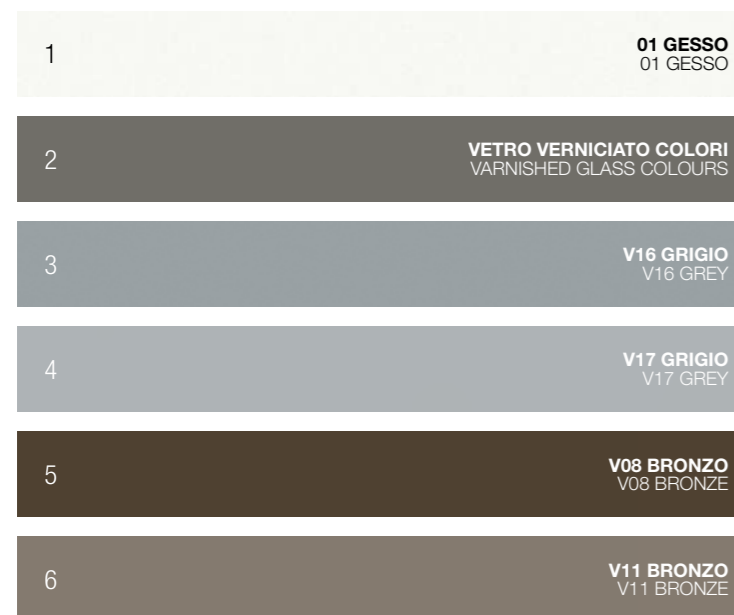 1
01 GESSO
01 GESSO
2
VETRO VERNICIATO COLORI
VARNISHED GLASS COLOURS
3
V16 GRIGIO
V16 GREY
4
V17 GRIGIO
V17 GREY
5
V08 BRONZO
V08 BRONZE
6
V11 BRONZO
V11 BRONZE